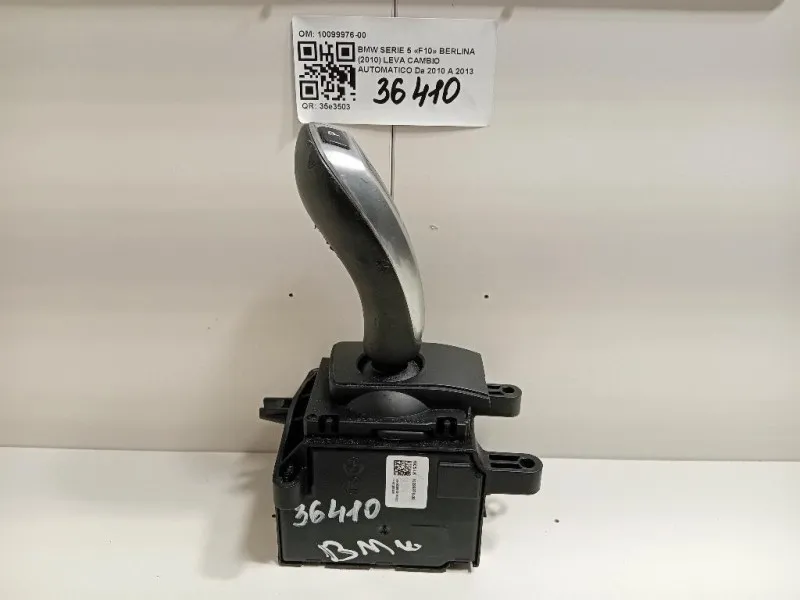 OM: 10099976-00
BMW SERIE 5 «F10» BERLINA
(2010) LEVA CAMBIO
AUTOMATICO Da 2010 A 2013
36410
QR: 35e3503
P
36410
BMW